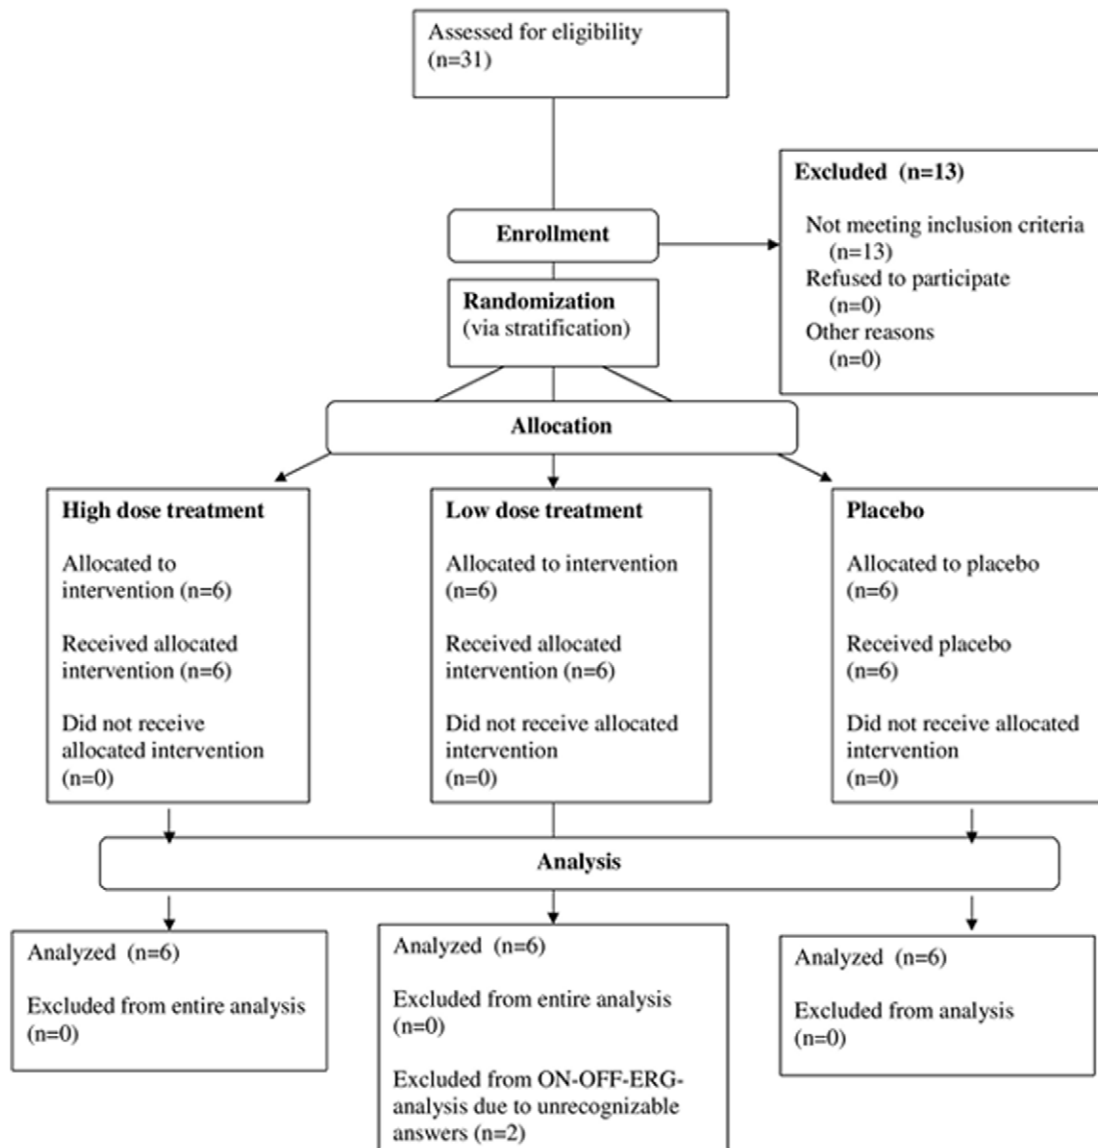 Assessed for eligibility
(n=31)
Excluded (n=13)
Not meeting inclusion criteria
(n=13)
Refused to participate
(n=0)
Other reasons
(n=0)
Enrollment
Randomization
(via stratification)
Allocation
High dose treatment
Allocated to
intervention (n=6)
Received allocated
intervention (n=6)
Did not receive
allocated intervention
(n=0)
Low dose treatment
Allocated to intervention
(n=6)
Received allocated
intervention (n=6)
Did not receive allocated
intervention
(n=0)
Placebo
Allocated to placebo
(n=6)
Received placebo
(n=6)
Did not receive allocated
intervention
(n=0)
Analysis
Analyzed (n=6)
Excluded from entire analysis
(n=0)
Analyzed (n=6)
Excluded from entire analysis
(n=0)
Excluded from ON-OFF-ERG-
analysis due to unrecognizable
answers (n=2)
Analyzed (n=6)
Excluded from analysis
(n=0)